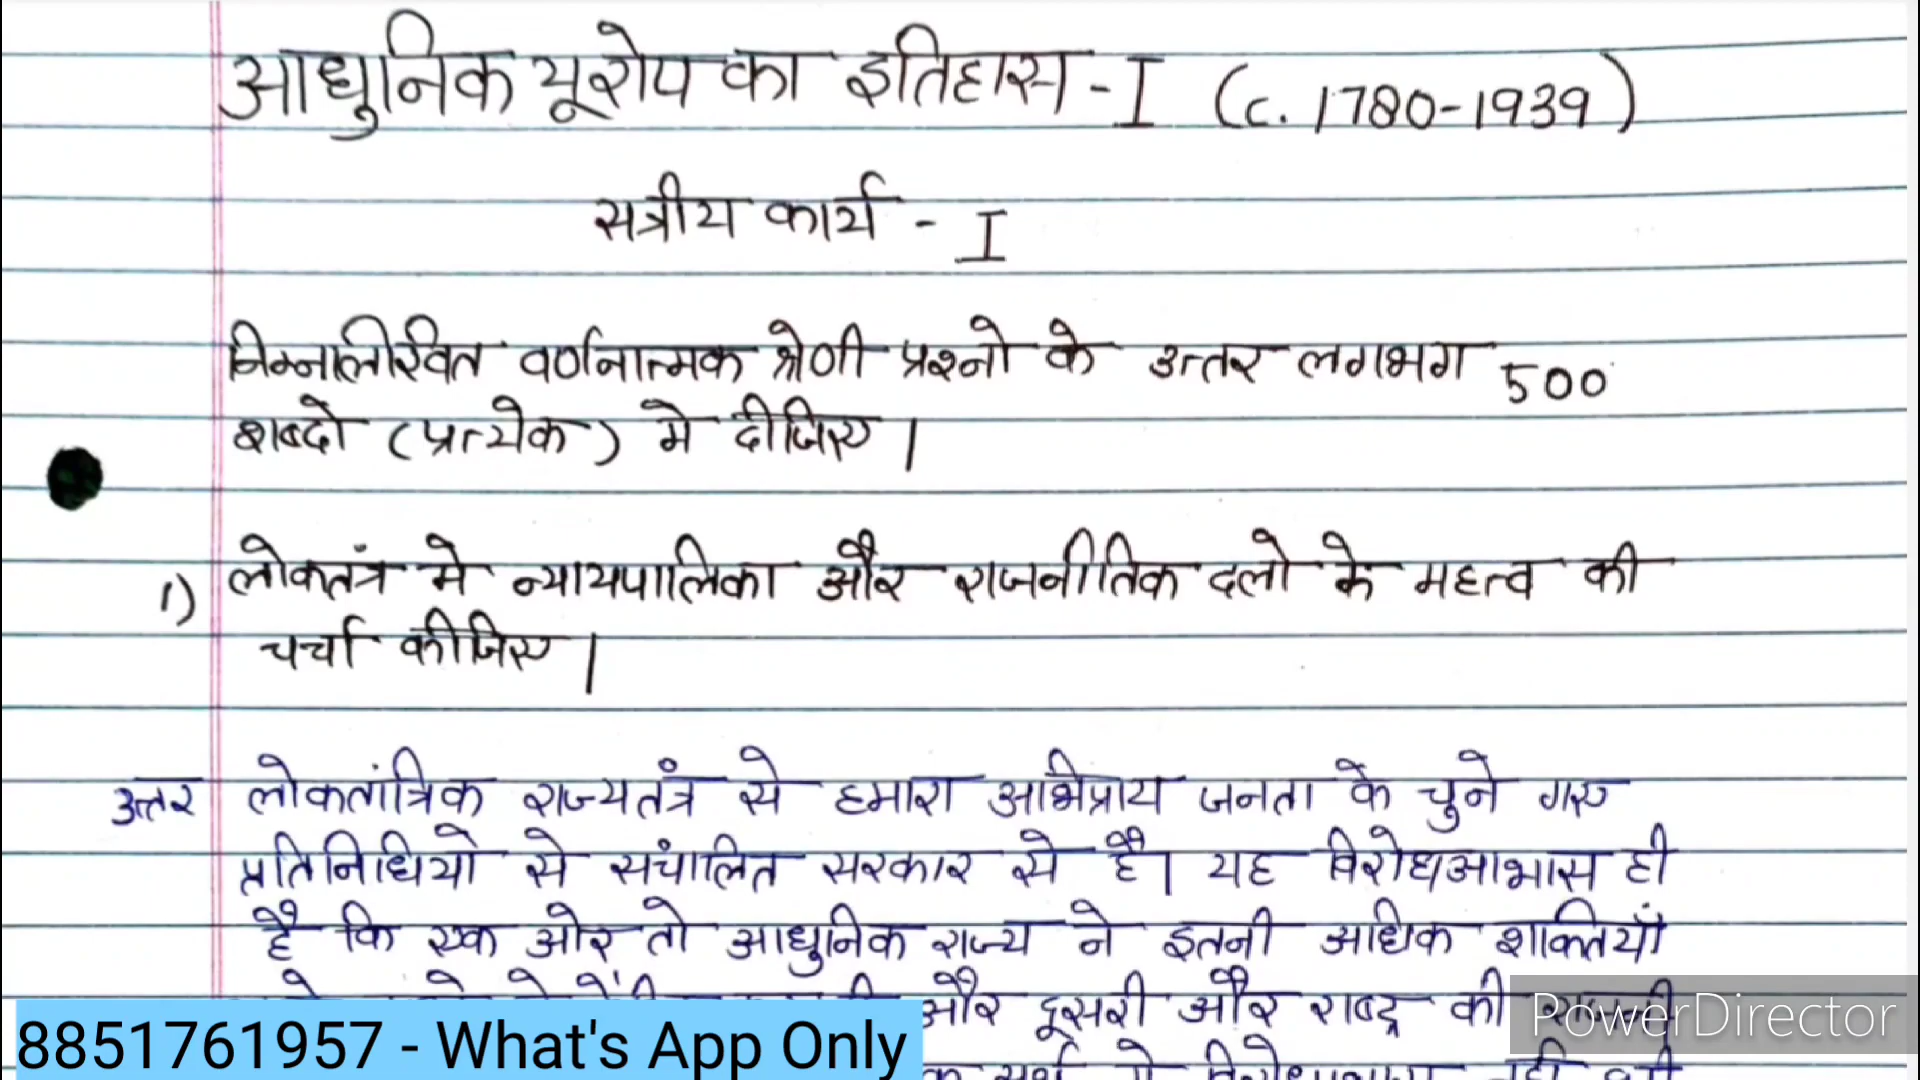 आधुनिक यूरोप का इतिहास - I (c. 1780-1939)
सत्रीय कार्य - I
निम्नलिखित वर्णनात्मक श्रेणी प्रश्नो के उत्तर लगभग 500
शब्दो (प्रत्येक) मे दीजिए।
1) लोकतंत्र मे न्यायपालिका और राजनीतिक दलो के महत्व की
चर्चा कीजिए।
उत्तर लोकतांत्रिक राज्यतंत्र से हमारा अभिप्राय जनता के चुने गए
प्रतिनिधियो से संचालित सरकार से है। यह विरोधआभास ही
है कि एक ओर तो आधुनिक राज्य ने इतनी अधिक शक्तियाँ
और दूसरी और राष्ट्र की
PowerDirector
8851761957 - What's App Only